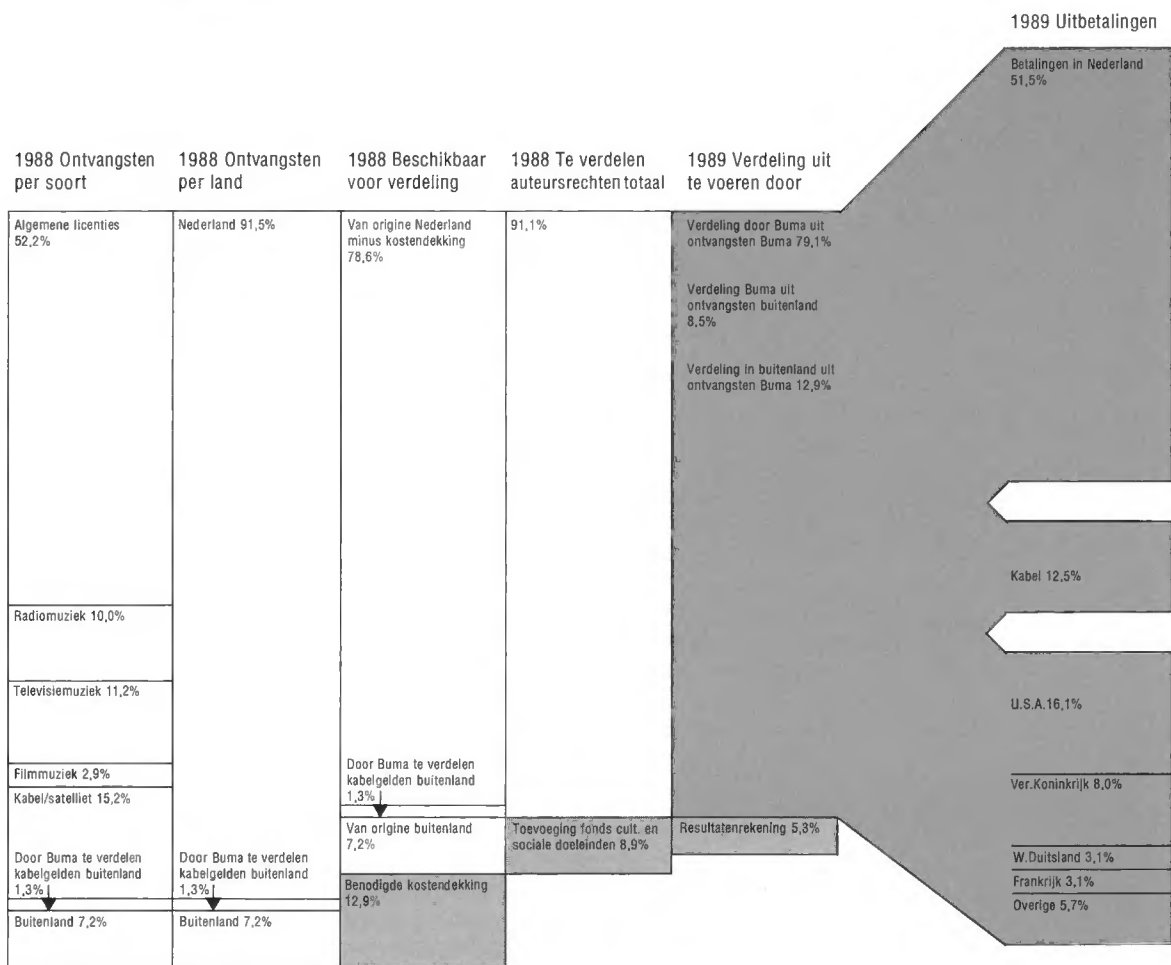 1989 Uitbetalingen
Betalingen in Nederland
51,5%
1988 Ontvangsten
per soort
1988 Ontvangsten
per land
1988 Beschikbaar
voor verdeling
1988 Te verdelen
auteursrechten totaal
1989 Verdeling uit
te voeren door
Algemene licenties
52,2%
Radiomuziek 10,0%
Televisiemuziek 11,2%
Filmmuziek 2,9%
Kabel/satelliet 15,2%
Door Buma te verdelen
kabelgelden buitenland
1,3%
Buitenland 7,2%
Nederland 91,5%
Door Buma te verdelen
kabelgelden buitenland
1,3%
Buitenland 7,2%
Van origine Nederland
minus kostendekking
78,6%
Door Buma te verdelen
kabelgelden buitenland
1,3%
Van origine buitenland
7,2%
Benodigde kostendekking
12,9%
91,1%
Toevoeging fonds cult. en
sociale doeleinden 8,9%
Verdeling door Buma uit
ontvangsten Buma 79,1%
Verdeling Buma uit
ontvangsten buitenland
8,5%
Verdeling in buitenland uit
ontvangsten Buma 12,9%
Resultatenrekening 5,3%
Kabel 12,5%
U.S.A. 16,1%
Ver.Koninkrijk 8,0%
W.Duitsland 3,1%
Frankrijk 3,1%
Overige 5,7%